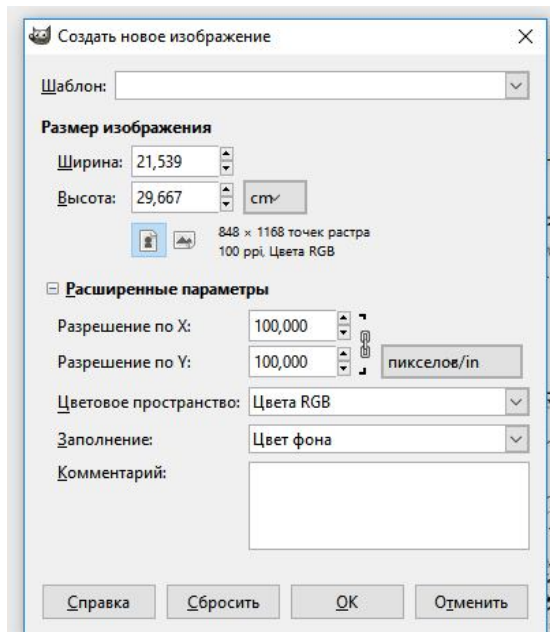 Создать новое изображение
Шаблон:
Размер изображения
Ширина: 21,539
Высота: 29,667 cm
848 × 1168 точек растра
100 ppi, Цвета RGB
Расширенные параметры
Разрешение по X: 100,000
Разрешение по Y: 100,000 пикселов/in
Цветовое пространство: Цвета RGB
Заполнение: Цвет фона
Комментарий:
Справка Сбросить OK Отменить